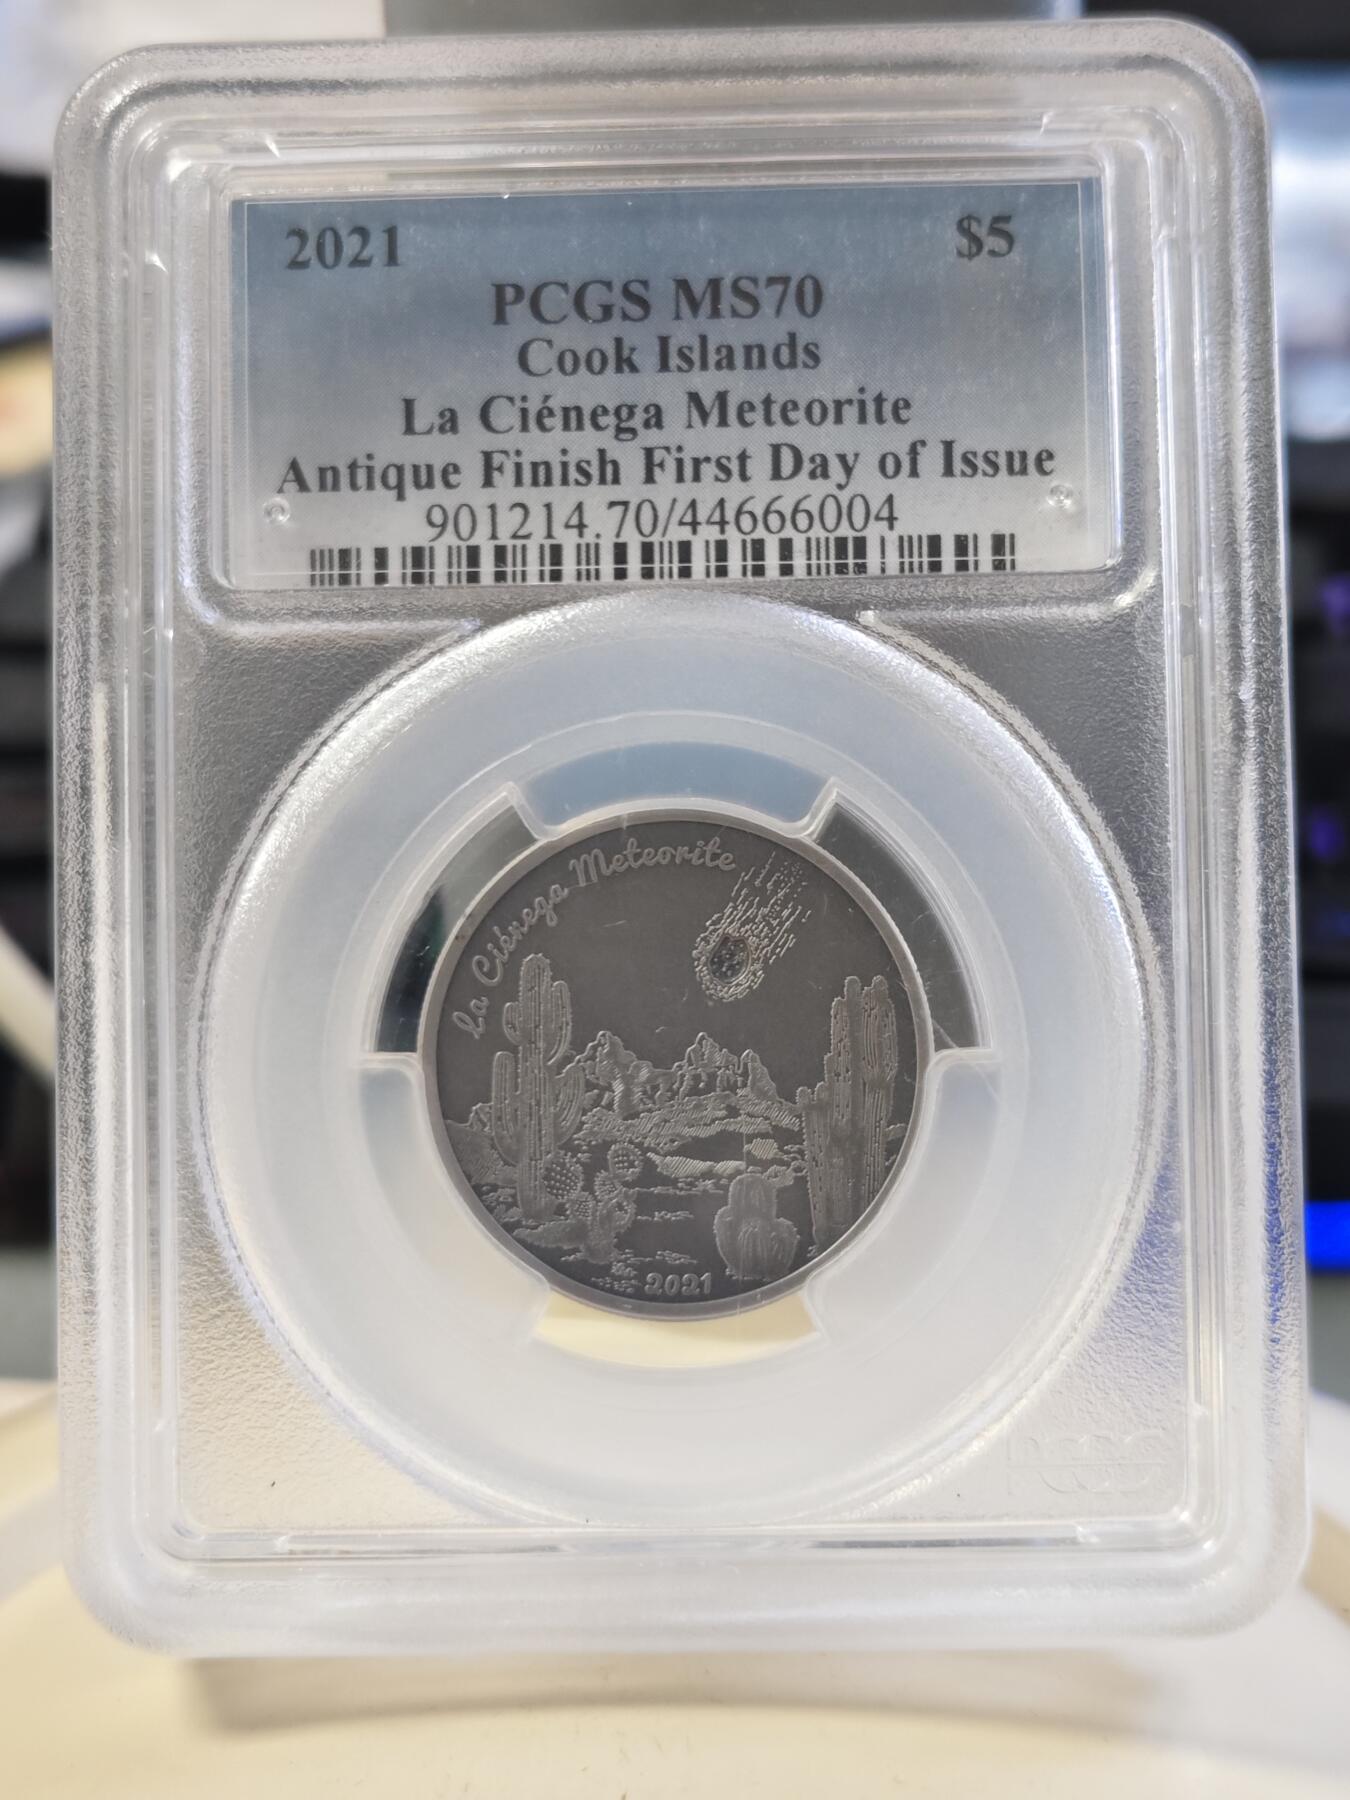 2021 $5
PCGS MS70
Cook Islands
La Ciénega Meteorite
Antique Finish First Day of Issue
901214.70/44666004
La Ciénega Meteorite
2021
PCGS